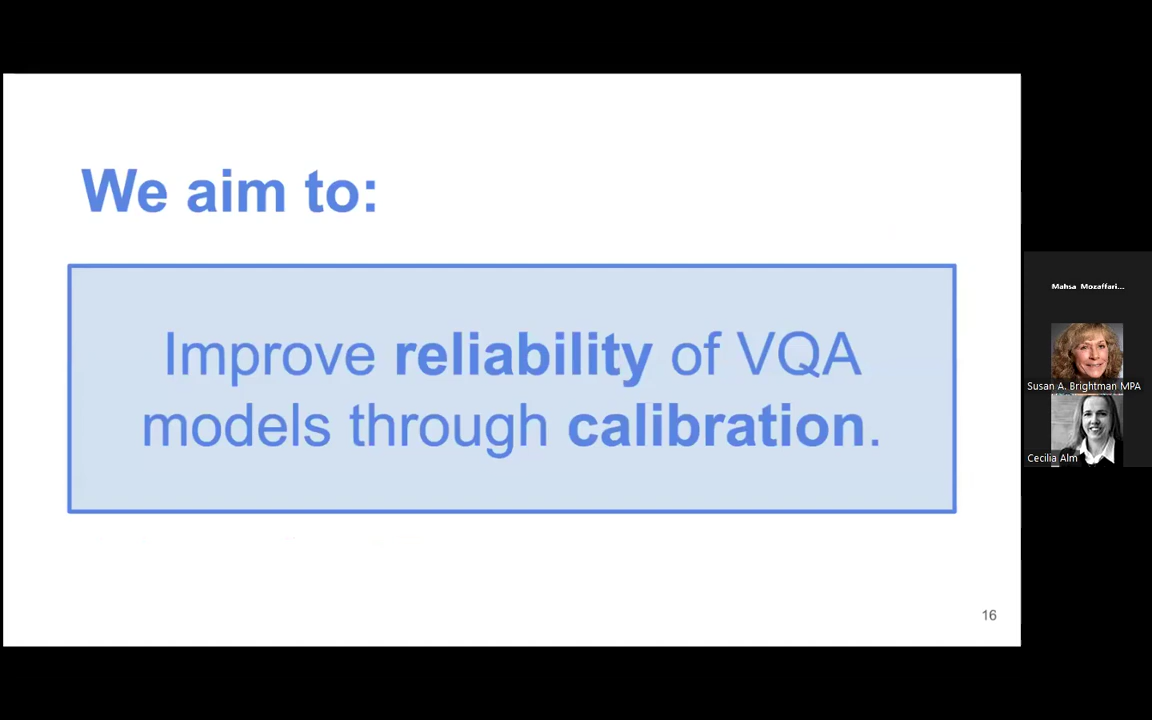 We aim to:
Improve reliability of VQA
models through calibration.
16
Mahsa Mozaffari...
Susan A. Brightman MPA
Cecilia Alm